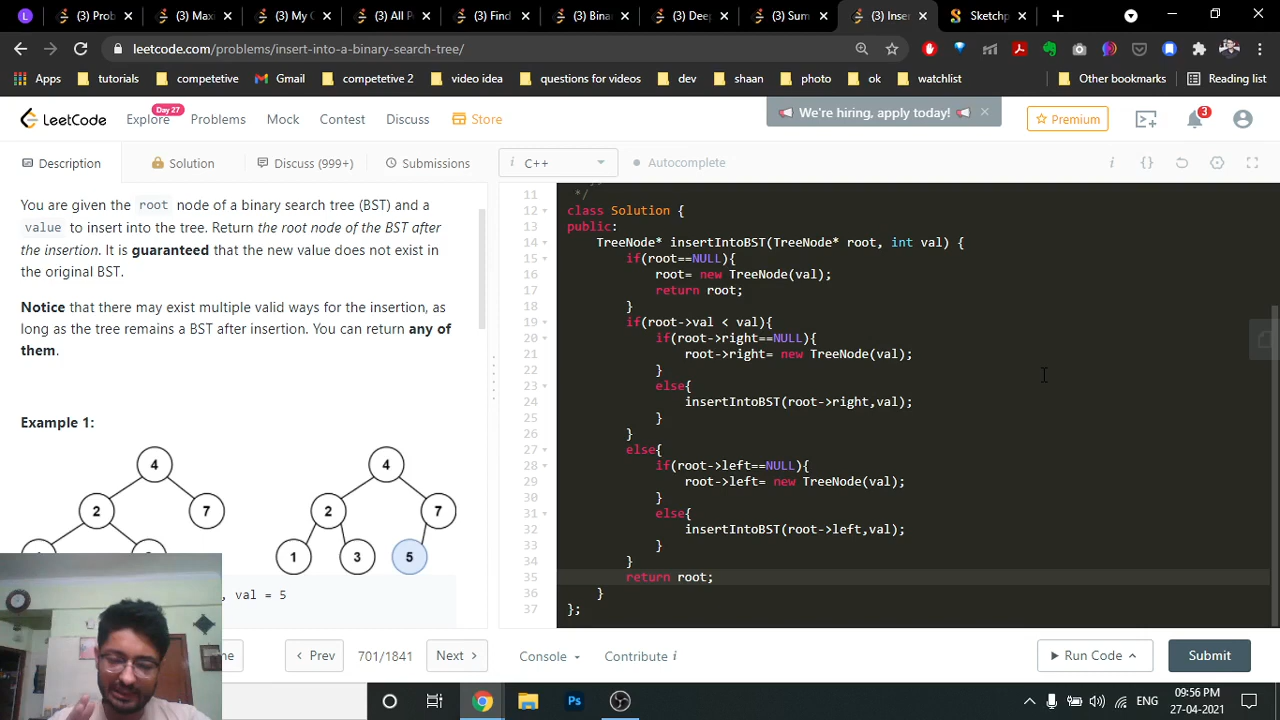 (3) Prob
(3) Maxi
(3) My C
(3) All P
(3) Find
(3) Bina
(3) Deep
(3) Sum
(3) Inser
Sketchp
leetcode.com/problems/insert-into-a-binary-search-tree/
Apps
tutorials
competetive
Gmail
video idea
competetive 2
questions for videos
dev
shaan
photo
ok
watchlist
Other bookmarks
Reading list
LeetCode
Explore
Day 27
Problems
Mock
Contest
Discuss
Store
We're hiring, apply today!
Premium
3
Description
Solution
Discuss (999+)
Submissions
i C++
Autocomplete
You are given the root node of a binary search tree (BST) and a
value to insert into the tree. Return the root node of the BST after
the insertion. It is guaranteed that the new value does not exist in
the original BST.
Notice that there may exist multiple valid ways for the insertion, as
long as the tree remains a BST after insertion. You can return any of
them.
Example 1:
4
2 7
3
4
2 7
1 3 5
, val = 5
11 */
12 class Solution {
13 public:
14 TreeNode* insertIntoBST(TreeNode* root, int val) {
15 if(root==NULL){
16 root= new TreeNode(val);
17 return root;
18 }
19 if(root->val < val){
20 if(root->right==NULL){
21 root->right= new TreeNode(val);
22 }
23 else{
24 insertIntoBST(root->right,val);
25 }
26 }
27 else{
28 if(root->left==NULL){
29 root->left= new TreeNode(val);
30 }
31 else{
32 insertIntoBST(root->left,val);
33 }
34 }
35 return root;
36 }
37 };
Prev
701/1841
Next
Console
Contribute i
Run Code
Submit
ENG
09:56 PM
27-04-2021